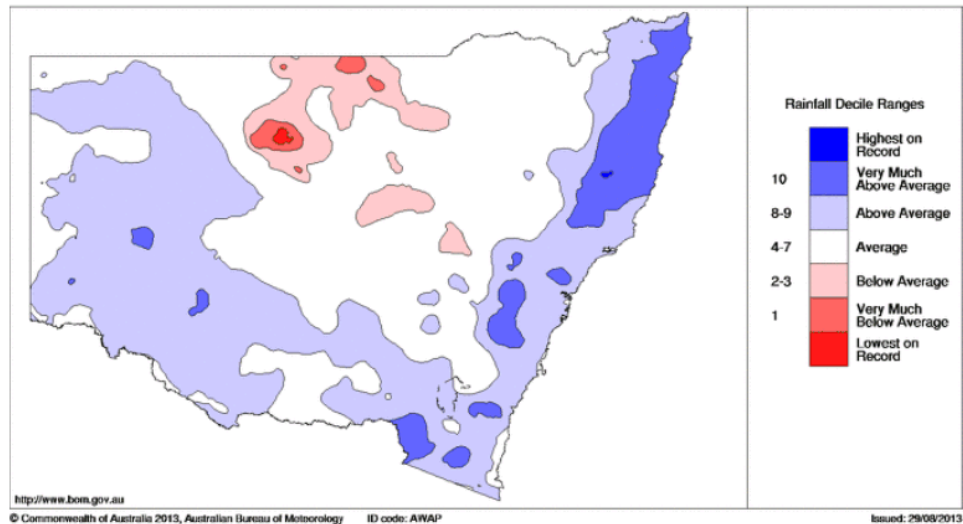 Rainfall Decile Ranges
Highest on
Record
10
Very Much
Above Average
8-9
Above Average
4-7
Average
2-3
Below Average
1
Very Much
Below Average
Lowest on
Record
http://www.bom.gov.au
© Commonwealth of Australia 2013, Australian Bureau of Meteorology ID code: AWAP Issued: 29/08/2013